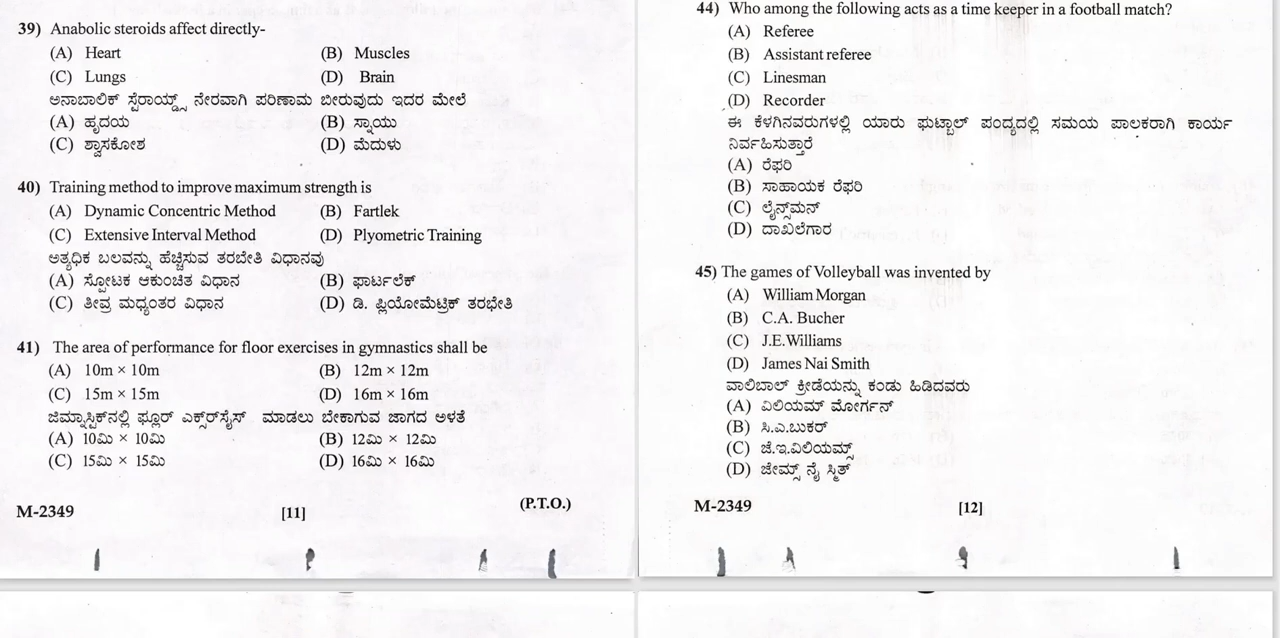 39) Anabolic steroids affect directly-
(A) Heart (B) Muscles
(C) Lungs (D) Brain
ಅನಾಬಾಲಿಕ್ ಸ್ಟೆರಾಯ್ಡ್ಸ್ ನೇರವಾಗಿ ಪರಿಣಾಮ ಬೀರುವುದು ಇದರ ಮೇಲೆ
(A) ಹೃದಯ (B) ಸ್ನಾಯು
(C) ಶ್ವಾಸಕೋಶ (D) ಮೆದುಳು
40) Training method to improve maximum strength is
(A) Dynamic Concentric Method (B) Fartlek
(C) Extensive Interval Method (D) Plyometric Training
ಅತ್ಯಧಿಕ ಬಲವನ್ನು ಹೆಚ್ಚಿಸುವ ತರಬೇತಿ ವಿಧಾನವು
(A) ಸ್ಪೋಟಕ ಆಕುಂಚಿತ ವಿಧಾನ (B) ಫಾರ್ಟಲೆಕ್
(C) ತೀವ್ರ ಮಧ್ಯಂತರ ವಿಧಾನ (D) ಡಿ. ಪ್ಲಿಯೋಮೆಟ್ರಿಕ್ ತರಭೇತಿ
41) The area of performance for floor exercises in gymnastics shall be
(A) 10m × 10m (B) 12m × 12m
(C) 15m × 15m (D) 16m × 16m
ಜಿಮ್ನಾಸ್ಟಿಕ್‌ನಲ್ಲಿ ಫ್ಲೂರ್ ಎಕ್ಸ್‌ರ್‌ಸೈಸ್ ಮಾಡಲು ಬೇಕಾಗುವ ಜಾಗದ ಅಳತೆ
(A) 10ಮಿ × 10ಮಿ (B) 12ಮಿ × 12ಮಿ
(C) 15ಮಿ × 15ಮಿ (D) 16ಮಿ × 16ಮಿ
M-2349 [11] (P.T.O.)
44) Who among the following acts as a time keeper in a football match?
(A) Referee
(B) Assistant referee
(C) Linesman
(D) Recorder
ಈ ಕೆಳಗಿನವರುಗಳಲ್ಲಿ ಯಾರು ಫುಟ್ಬಾಲ್ ಪಂದ್ಯದಲ್ಲಿ ಸಮಯ ಪಾಲಕರಾಗಿ ಕಾರ್ಯ
ನಿರ್ವಹಿಸುತ್ತಾರೆ
(A) ರೆಫರಿ
(B) ಸಾಹಾಯಕ ರೆಫರಿ
(C) ಲೈನ್ಸ್‌ಮನ್
(D) ದಾಖಲೆಗಾರ
45) The games of Volleyball was invented by
(A) William Morgan
(B) C.A. Bucher
(C) J.E.Williams
(D) James Nai Smith
ವಾಲಿಬಾಲ್ ಕ್ರೀಡೆಯನ್ನು ಕಂಡು ಹಿಡಿದವರು
(A) ವಿಲಿಯಮ್ ಮೋರ್ಗನ್
(B) ಸಿ.ಎ.ಬುಕರ್
(C) ಜೆ.ಇ.ವಿಲಿಯಮ್ಸ್
(D) ಜೇಮ್ಸ್ ನೈ ಸ್ಮಿತ್
M-2349 [12]